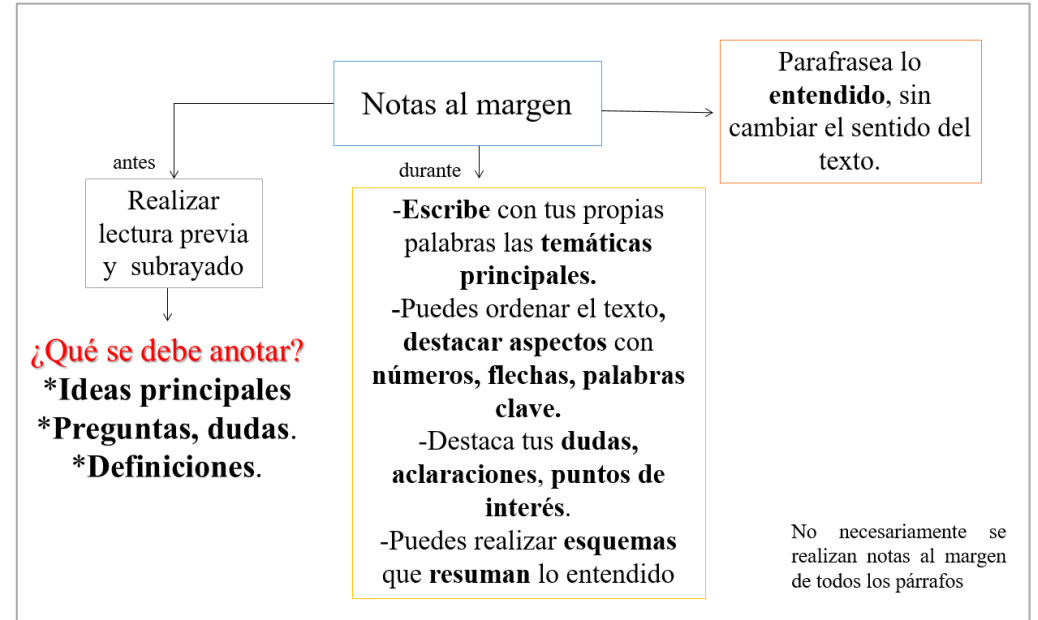 Notas al margen
Parafrasea lo
entendido, sin
cambiar el sentido del
texto.
antes
Realizar
lectura previa
y subrayado
¿Qué se debe anotar?
*Ideas principales
*Preguntas, dudas.
*Definiciones.
durante
-Escribe con tus propias
palabras las temáticas
principales.
-Puedes ordenar el texto,
destacar aspectos con
números, flechas, palabras
clave.
-Destaca tus dudas,
aclaraciones, puntos de
interés.
-Puedes realizar esquemas
que resuman lo entendido
No necesariamente se
realizan notas al margen
de todos los párrafos